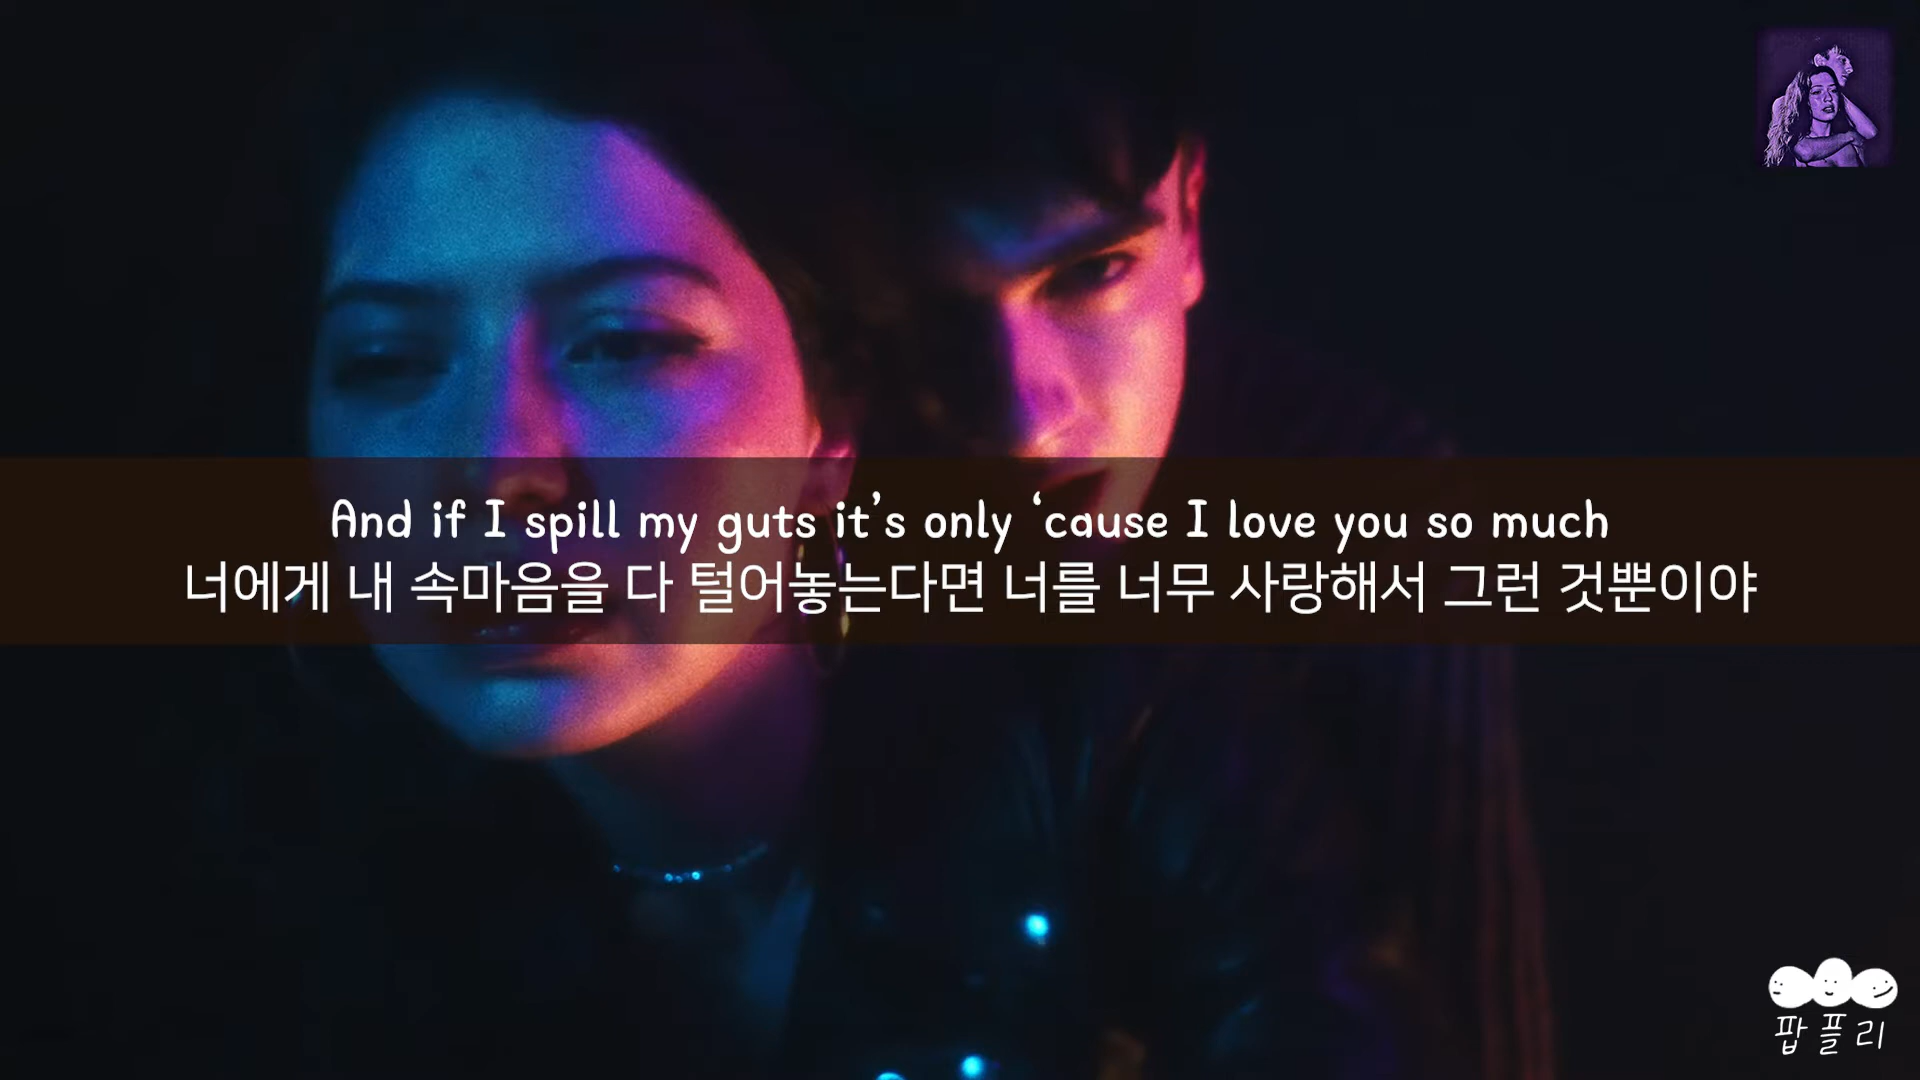 And if I spill my guts it’s only ‘cause I love you so much
너에게 내 속마음을 다 털어놓는다면 너를 너무 사랑해서 그런 것뿐이야
팝플리